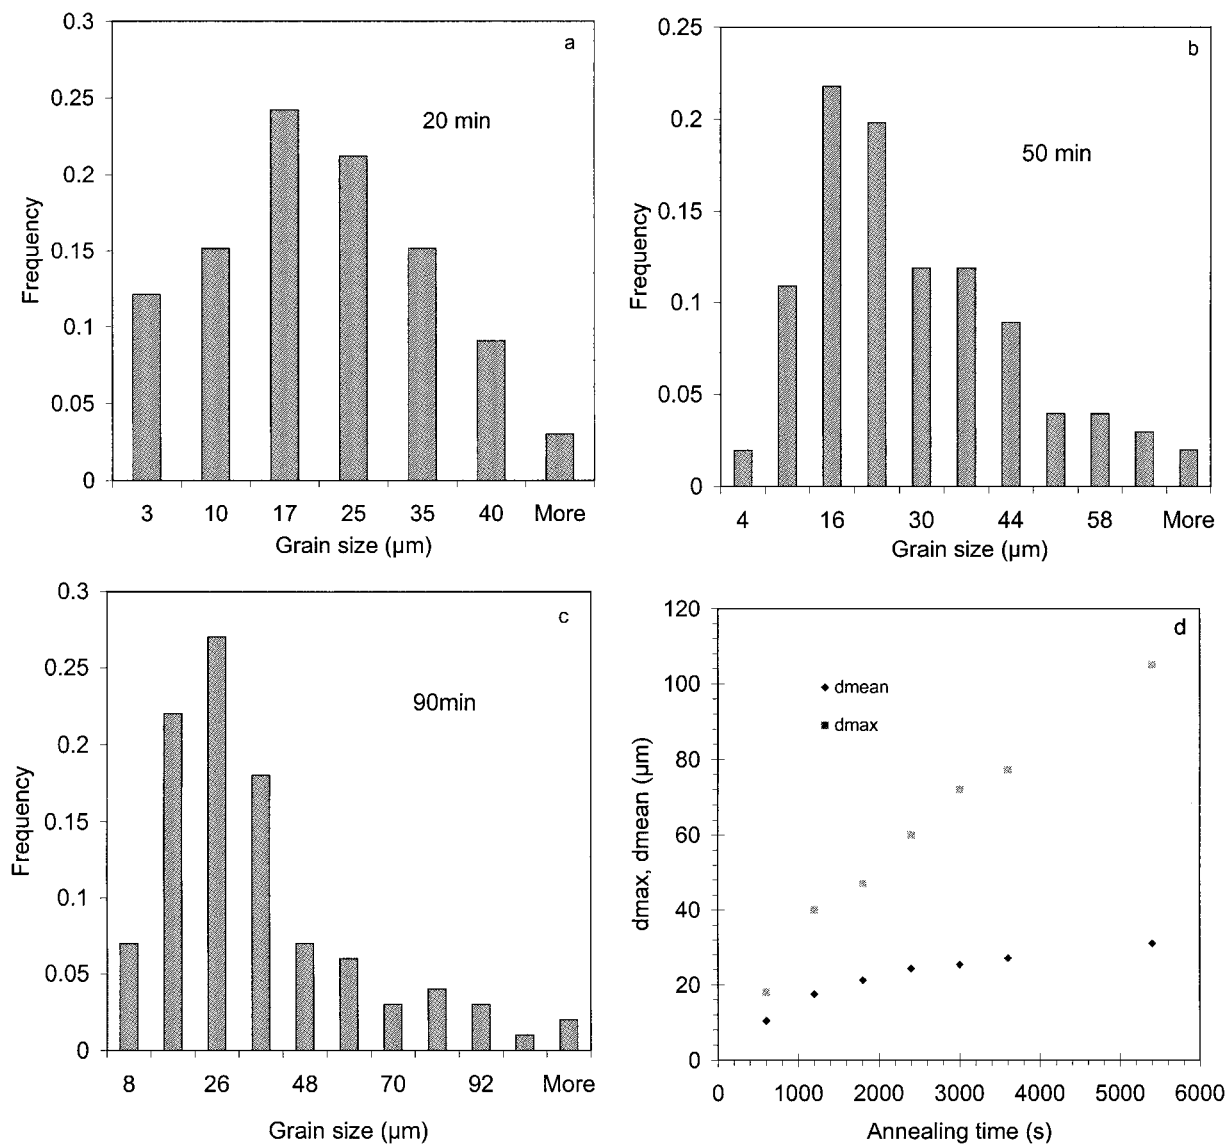 a
20 min
0.3
0.25
0.2
0.15
0.1
0.05
0
Frequency
3 10 17 25 35 40 More
Grain size (µm)
b
50 min
0.25
0.2
0.15
0.1
0.05
0
Frequency
4 16 30 44 58 More
Grain size (µm)
c
90min
0.3
0.25
0.2
0.15
0.1
0.05
0
Frequency
8 26 48 70 92 More
Grain size (µm)
d
dmean
dmax
120
100
80
60
40
20
0
dmax, dmean (µm)
0 1000 2000 3000 4000 5000 6000
Annealing time (s)